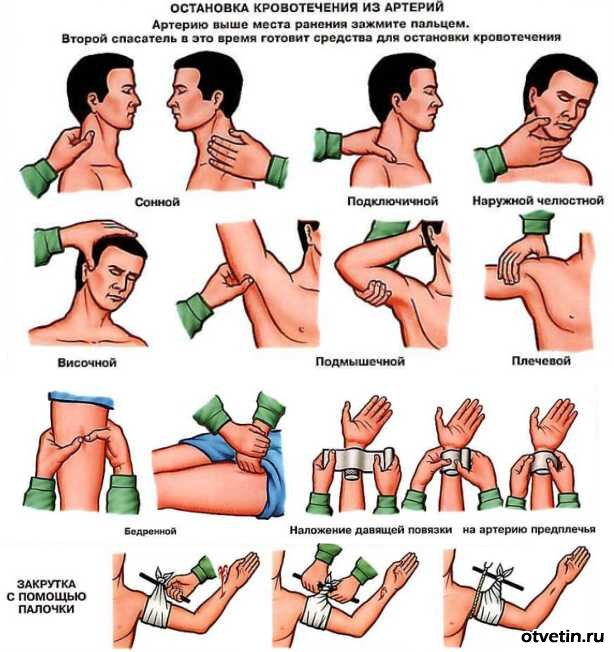 ОСТАНОВКА КРОВОТЕЧЕНИЯ ИЗ АРТЕРИЙ
Артерию выше места ранения зажмите пальцем.
Второй спасатель в это время готовит средства для остановки кровотечения
Сонной
Подключичной
Наружной челюстной
Височной
Подмышечной
Плечевой
Бедренной
Наложение давящей повязки на артерию предплечья
ЗАКРУТКА
С ПОМОЩЬЮ
ПАЛОЧКИ
otvetin.ru